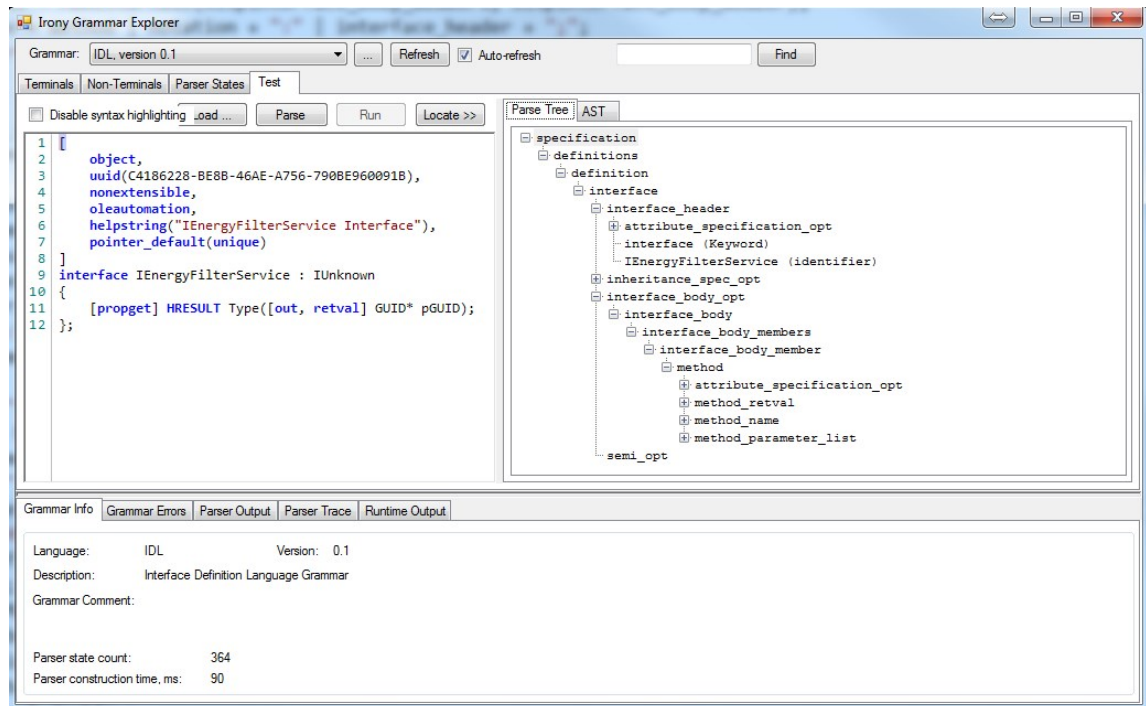 Irony Grammar Explorer
Grammar: IDL, version 0.1 ... Refresh Auto-refresh Find
Terminals Non-Terminals Parser States Test
Disable syntax highlighting Load ... Parse Run Locate >>
1 [
2 object,
3 uuid(C4186228-BE8B-46AE-A756-790BE960091B),
4 nonextensible,
5 oleautomation,
6 helpstring("IEnergyFilterService Interface"),
7 pointer_default(unique)
8 ]
9 interface IEnergyFilterService : IUnknown
10 {
11 [propget] HRESULT Type([out, retval] GUID* pGUID);
12 };
Parse Tree AST
specification
definitions
definition
interface
interface_header
attribute_specification_opt
interface (Keyword)
IEnergyFilterService (identifier)
inheritance_spec_opt
interface_body_opt
interface_body
interface_body_members
interface_body_member
method
attribute_specification_opt
method_retval
method_name
method_parameter_list
semi_opt
Grammar Info Grammar Errors Parser Output Parser Trace Runtime Output
Language: IDL Version: 0.1
Description: Interface Definition Language Grammar
Grammar Comment:
Parser state count: 364
Parser construction time, ms: 90